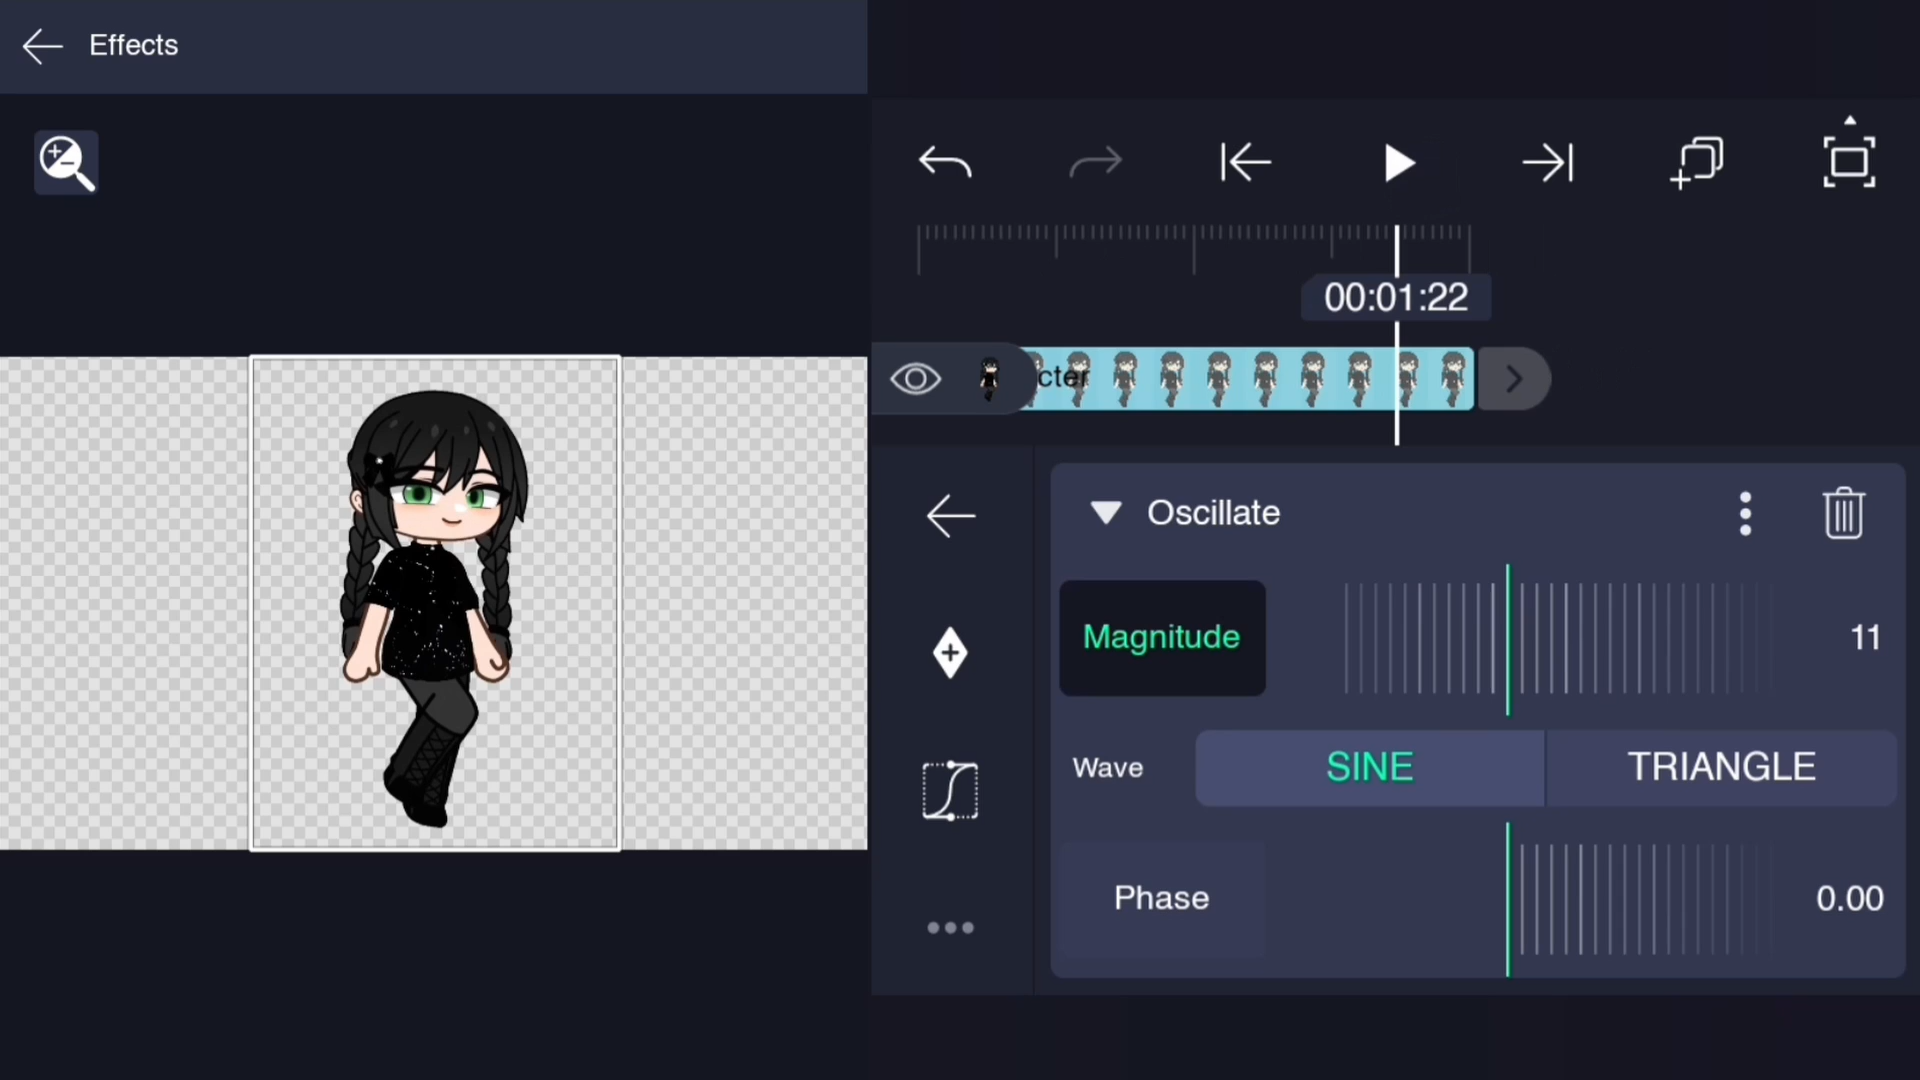 Effects
00:01:22
cter
Oscillate
Magnitude
11
Wave
SINE
TRIANGLE
Phase
0.00